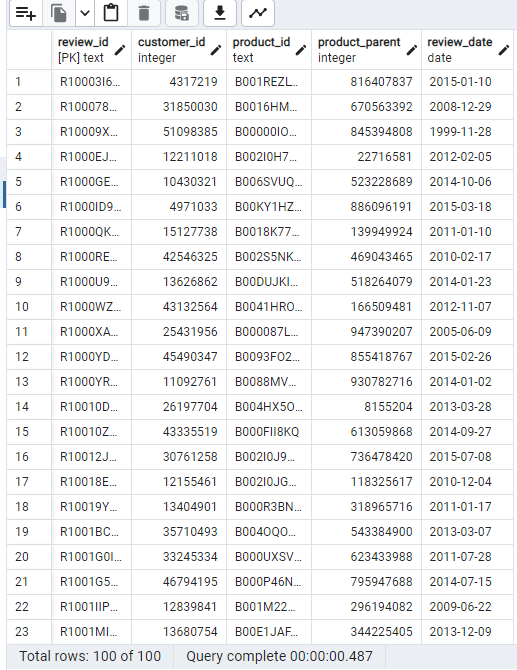 review_id customer_id product_id product_parent review_date
[PK] text integer text integer date
1 R10003I6... 4317219 B001REZL... 816407837 2015-01-10
2 R100078... 31850030 B0016HM... 670563392 2008-12-29
3 R10009X... 51098385 B00000IO... 845394808 1999-11-28
4 R1000EJ... 12211018 B002I0H7... 22716581 2012-02-05
5 R1000GE... 10430321 B006SVUQ... 523228689 2014-10-06
6 R1000ID9... 4971033 B00KY1HZ... 886096191 2015-03-18
7 R1000QK... 15127738 B0018K77... 139949924 2011-01-10
8 R1000RE... 42546325 B002S5NK... 469043465 2010-02-17
9 R1000U9... 13626862 B00DUJKI... 518264079 2014-01-23
10 R1000WZ... 43132564 B0041HRO... 166509481 2012-11-07
11 R1000XA... 25431956 B000087L... 947390207 2005-06-09
12 R1000YD... 45490347 B0093FO2... 855418767 2015-02-26
13 R1000YR... 11092761 B0088MV... 930782716 2014-01-02
14 R10010D... 26197704 B004HX5O... 8155204 2013-03-28
15 R10010Z... 43335519 B000FII8KQ 613059868 2014-09-27
16 R10012J... 30761258 B002I0J9... 736478420 2015-07-08
17 R10018E... 12155461 B002I0JG... 118325617 2010-12-04
18 R10019Y... 13404901 B000R3BN... 318965716 2011-01-17
19 R1001BC... 35710493 B004OQO... 543384900 2013-03-07
20 R1001G0I... 33245334 B000UXSV... 623433988 2011-07-28
21 R1001G5... 46794195 B000P46N... 795947688 2014-07-15
22 R1001IIP... 12839841 B001M22... 296194082 2009-06-22
23 R1001MI... 13680754 B00E1JAF... 344225405 2013-12-09
Total rows: 100 of 100 Query complete 00:00:00.487